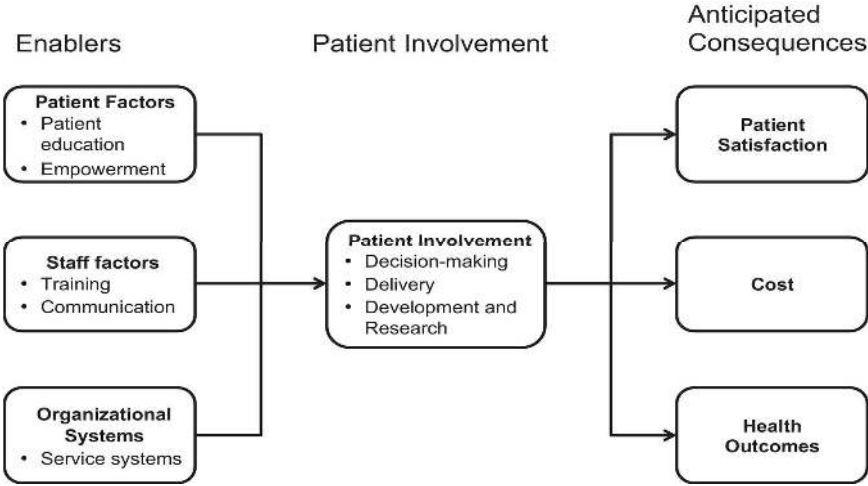 Enablers
Patient Involvement
Anticipated
Consequences
Patient Factors
• Patient
education
• Empowerment
Staff factors
• Training
• Communication
Organizational
Systems
• Service systems
Patient Involvement
• Decision-making
• Delivery
• Development and
Research
Patient
Satisfaction
Cost
Health
Outcomes